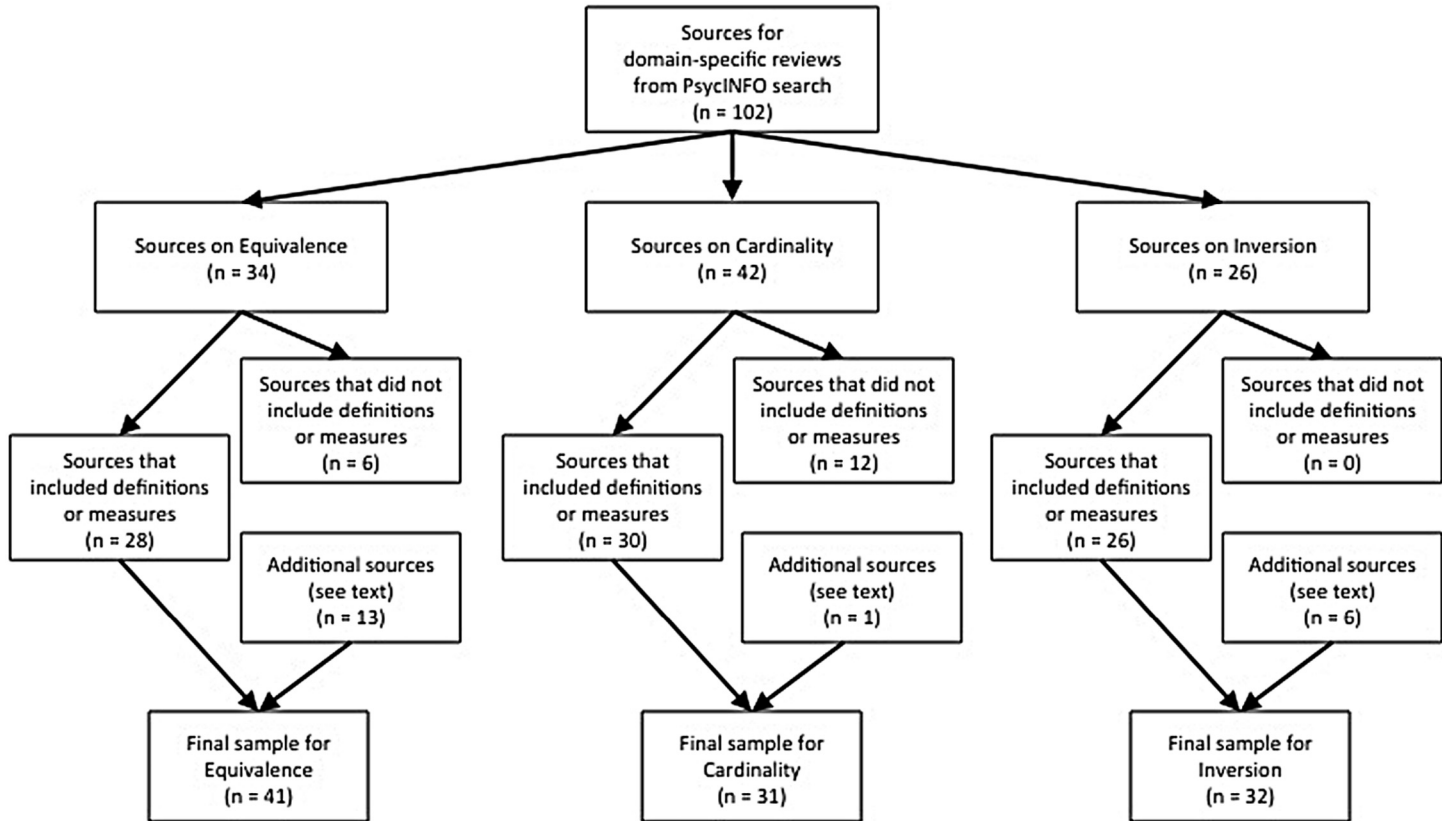 Sources for
domain-specific reviews
from PsycINFO search
(n = 102)
Sources on Equivalence
(n = 34)
Sources on Cardinality
(n = 42)
Sources on Inversion
(n = 26)
Sources that did not
include definitions
or measures
(n = 6)
Sources that did not
include definitions
or measures
(n = 12)
Sources that did not
include definitions
or measures
(n = 0)
Sources that
included definitions
or measures
(n = 28)
Sources that
included definitions
or measures
(n = 30)
Sources that
included definitions
or measures
(n = 26)
Additional sources
(see text)
(n = 13)
Additional sources
(see text)
(n = 1)
Additional sources
(see text)
(n = 6)
Final sample for
Equivalence
(n = 41)
Final sample for
Cardinality
(n = 31)
Final sample for
Inversion
(n = 32)